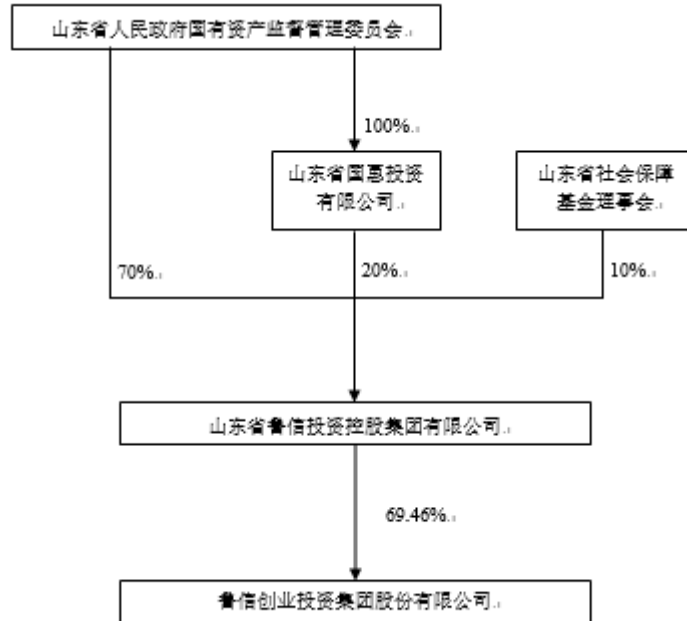 山东省人民政府国有资产监督管理委员会
100%
山东省国惠投资
有限公司
山东省社会保障
基金理事会
70%
20%
10%
山东省鲁信投资控股集团有限公司
69.46%
鲁信创业投资集团股份有限公司